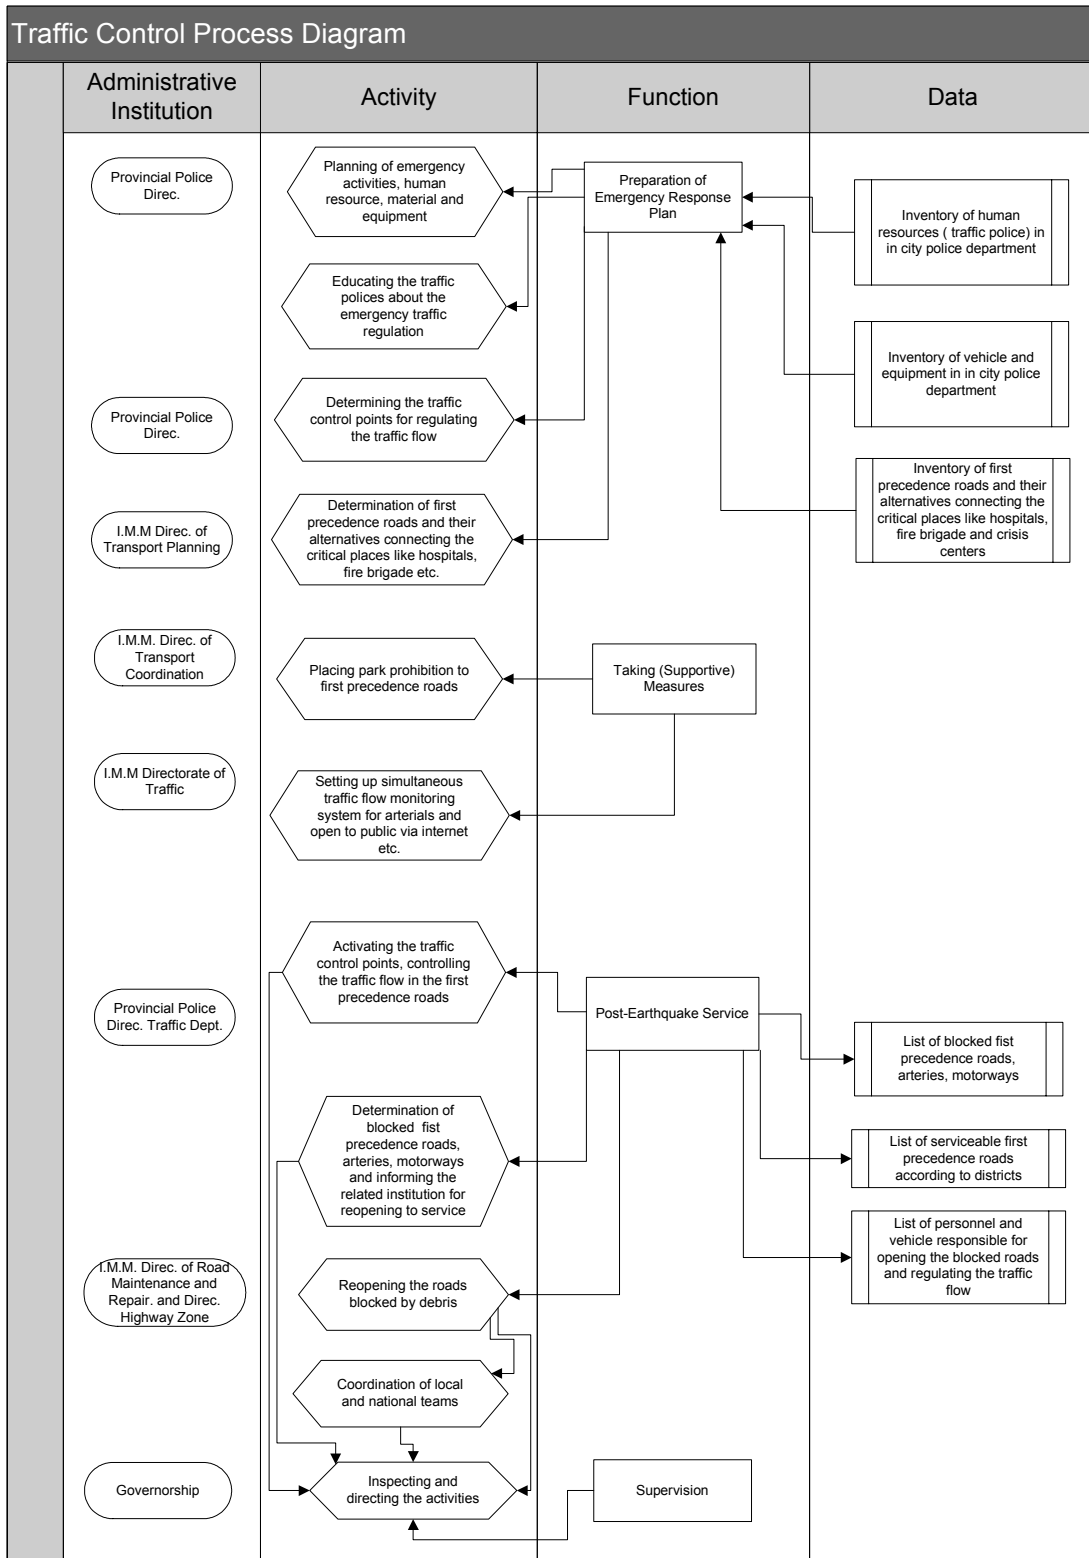 Traffic Control Process Diagram
Administrative
Institution
Activity
Function
Data
Provincial Police
Direc.
Planning of emergency
activities, human
resource, material and
equipment
Preparation of
Emergency Response
Plan
Inventory of human
resources ( traffic police) in
in city police department
Educating the traffic
polices about the
emergency traffic
regulation
Inventory of vehicle and
equipment in in city police
department
Provincial Police
Direc.
Determining the traffic
control points for regulating
the traffic flow
Inventory of first
precedence roads and their
alternatives connecting the
critical places like hospitals,
fire brigade and crisis
centers
I.M.M Direc. of
Transport Planning
Determination of first
precedence roads and their
alternatives connecting the
critical places like hospitals,
fire brigade etc.
I.M.M. Direc. of
Transport
Coordination
Placing park prohibition to
first precedence roads
Taking (Supportive)
Measures
I.M.M Directorate of
Traffic
Setting up simultaneous
traffic flow monitoring
system for arterials and
open to public via internet
etc.
Activating the traffic
control points, controlling
the traffic flow in the first
precedence roads
Provincial Police
Direc. Traffic Dept.
Post-Earthquake Service
List of blocked fist
precedence roads,
arteries, motorways
Determination of
blocked fist
precedence roads,
arteries, motorways
and informing the
related institution for
reopening to service
List of serviceable first
precedence roads
according to districts
List of personnel and
vehicle responsible for
opening the blocked roads
and regulating the traffic
flow
I.M.M. Direc. of Road
Maintenance and
Repair. and Direc.
Highway Zone
Reopening the roads
blocked by debris
Coordination of local
and national teams
Governorship
Inspecting and
directing the activities
Supervision